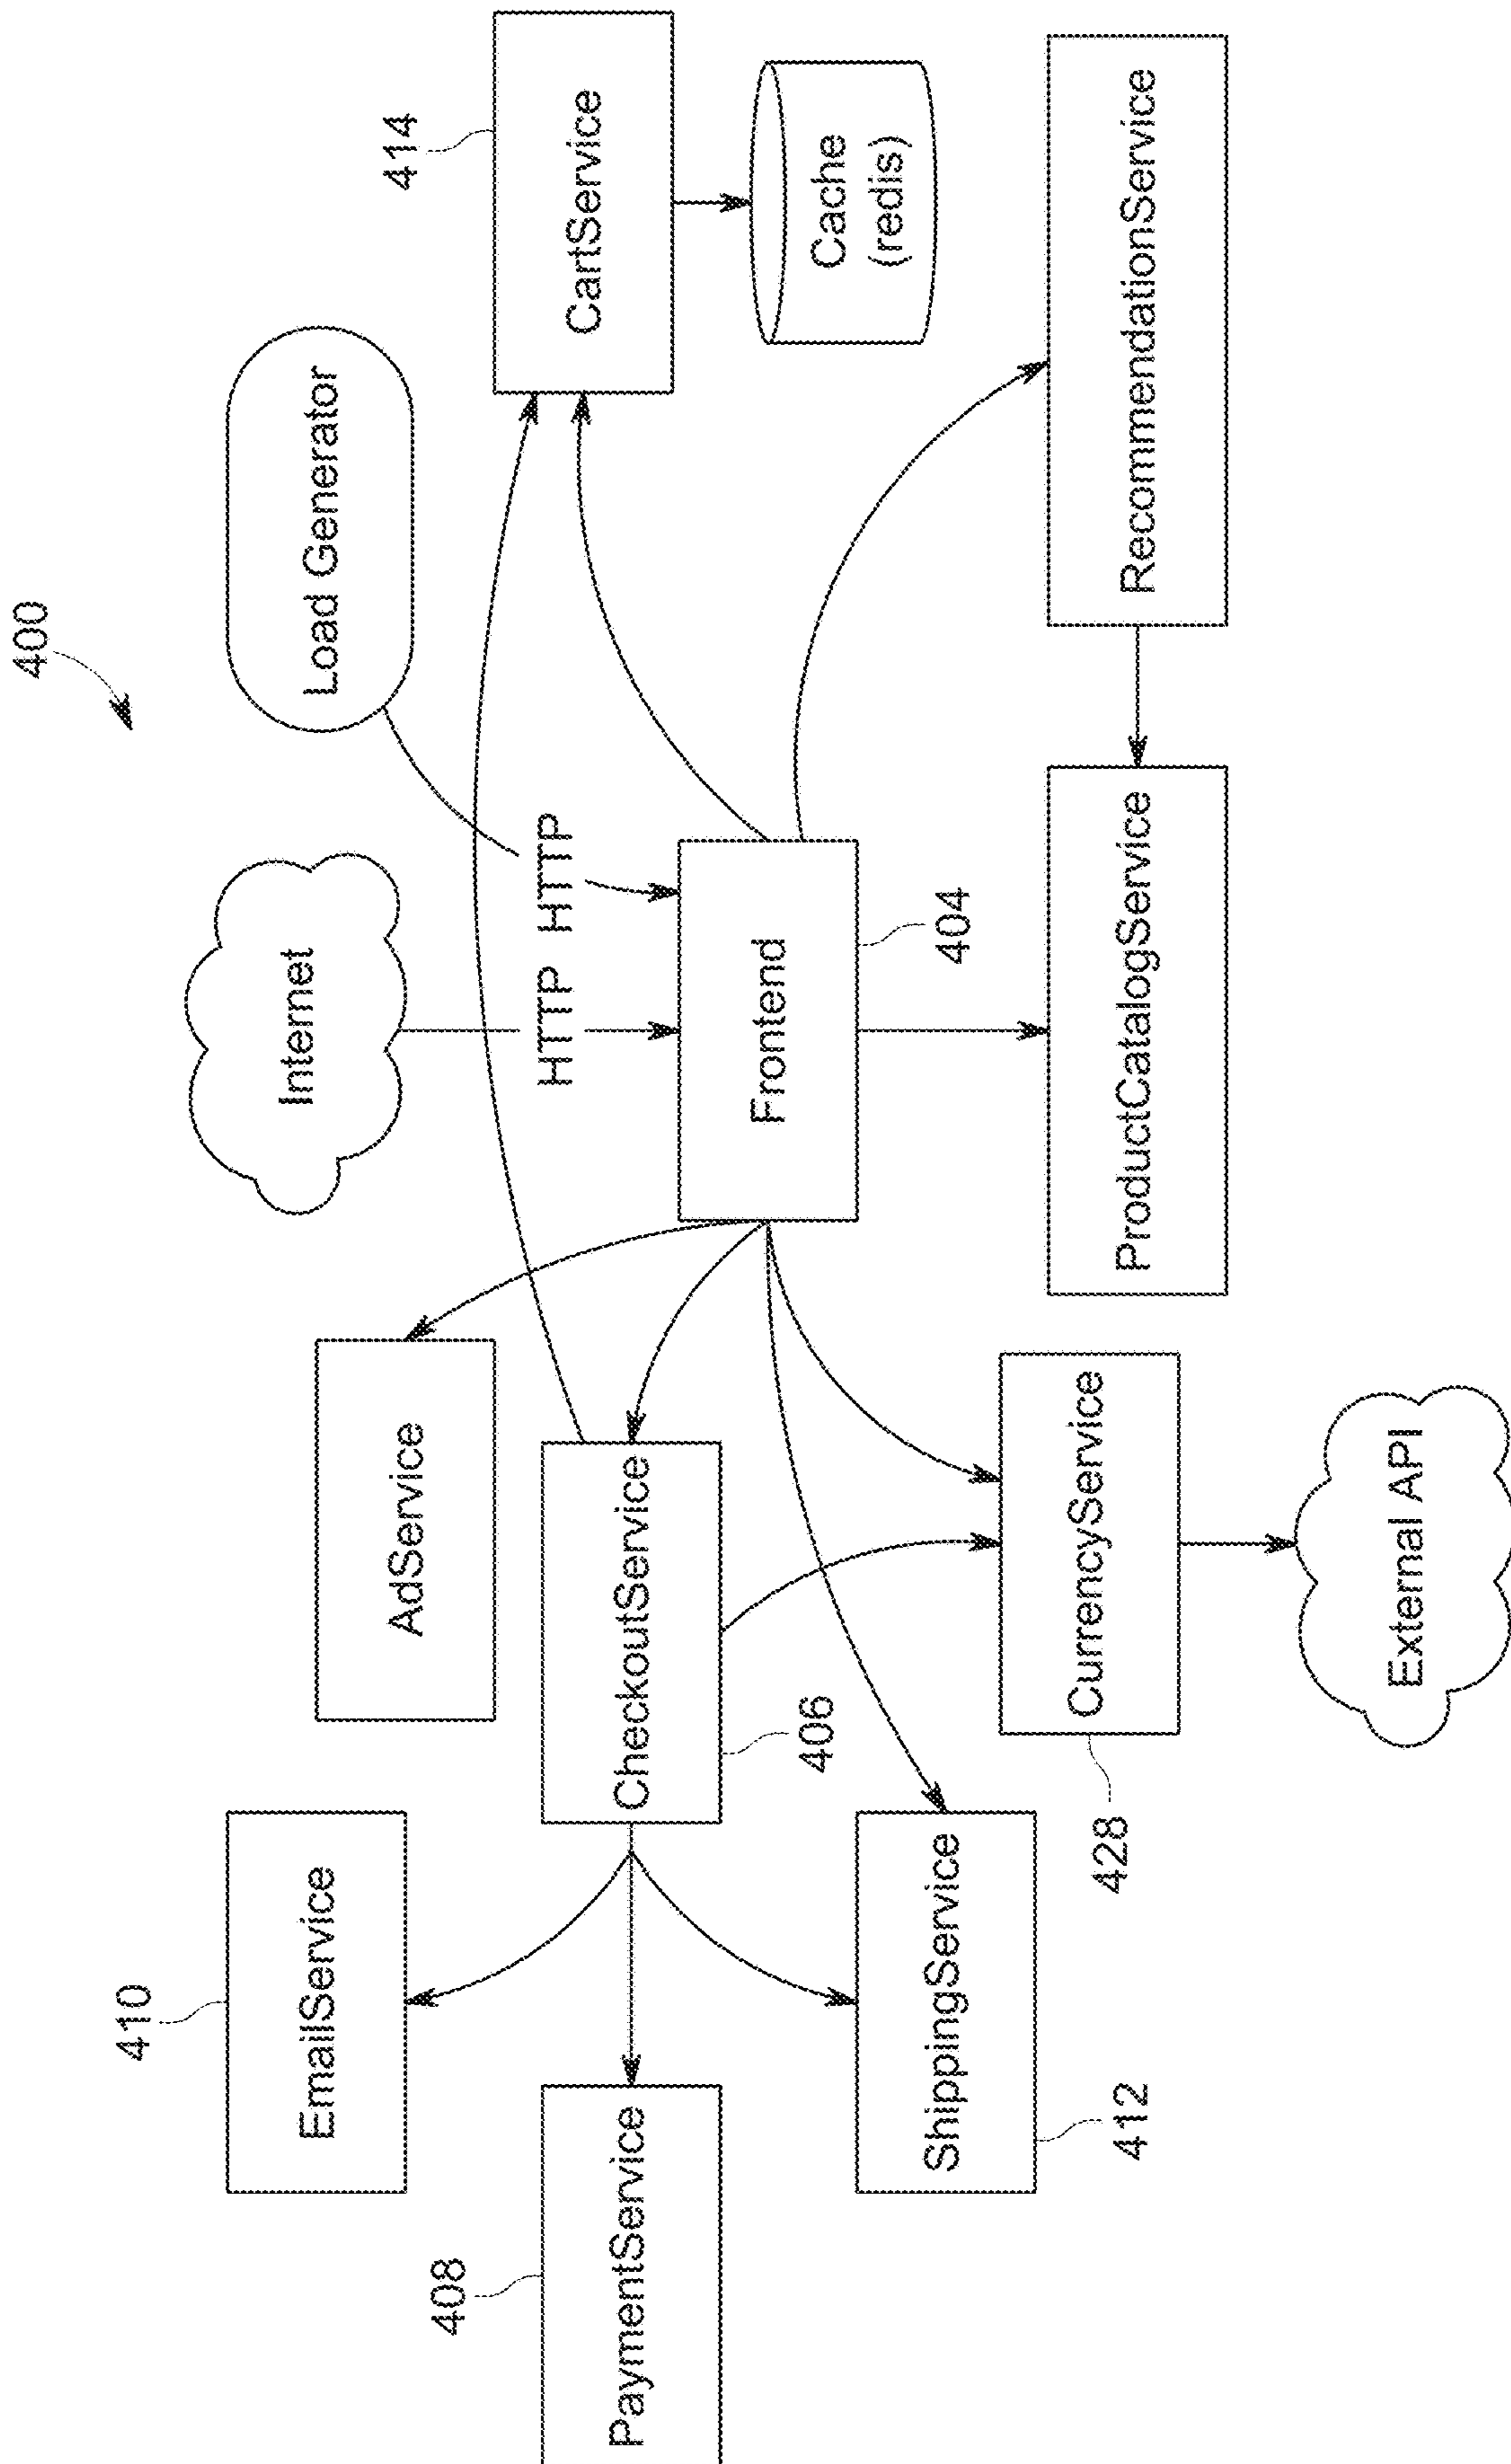 400
Internet
Load Generator
410
EmailService
AdService
414
CartService
408
PaymentService
CheckoutService
406
HTTP
HTTP
Frontend
404
Cache
(redis)
ShippingService
412
CurrencyService
428
ProductCatalogService
RecommendationService
External API